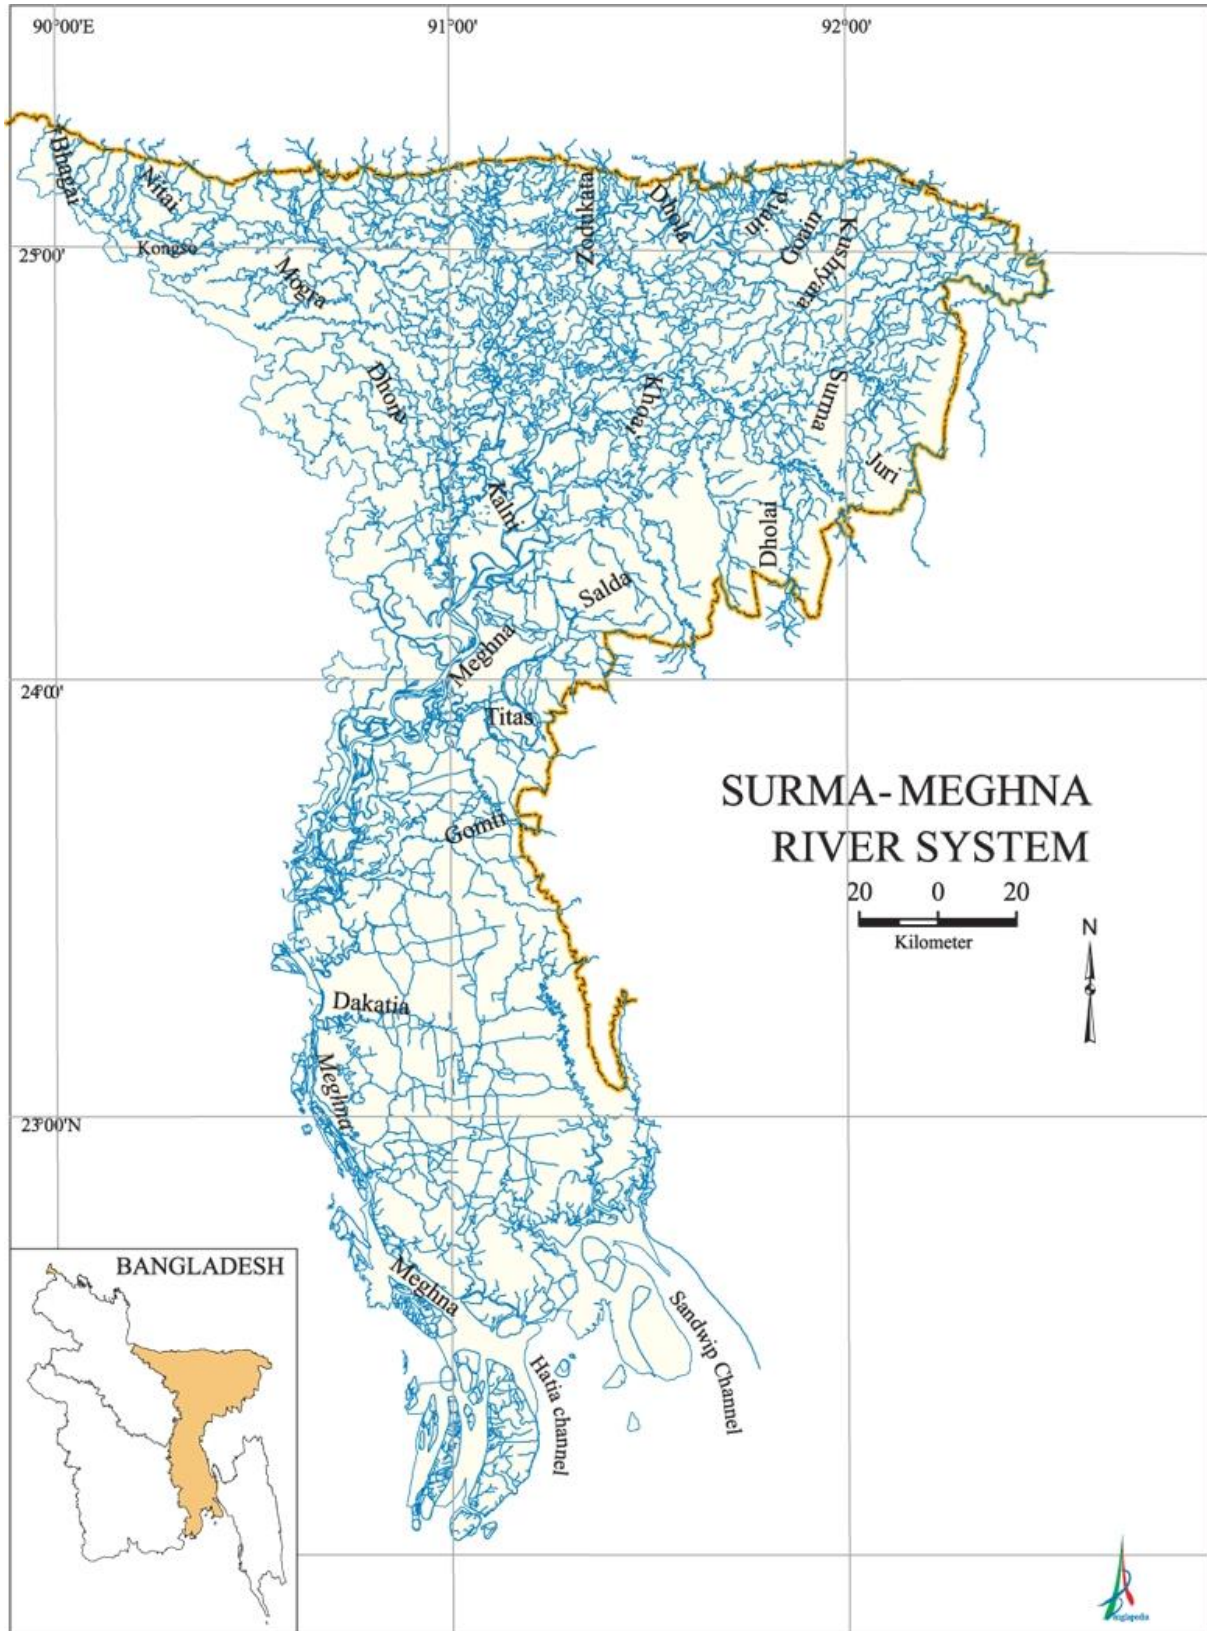 90°00'E
91°00'
92°00'
Bhagai
Nitai
Zodukata
Dhola
Piain
Goain
Kushiyara
25°00'
Kongso
Mogra
Dhonu
Khoai
Surma
Juri
Kalni
Dholai
Salda
Meghna
24°00'
Titas
SURMA-MEGHNA
RIVER SYSTEM
Gomti
20 0 20
Kilometer
N
Dakatia
Meghna
23°00'N
BANGLADESH
Meghna
Sandwip Channel
Hatia channel